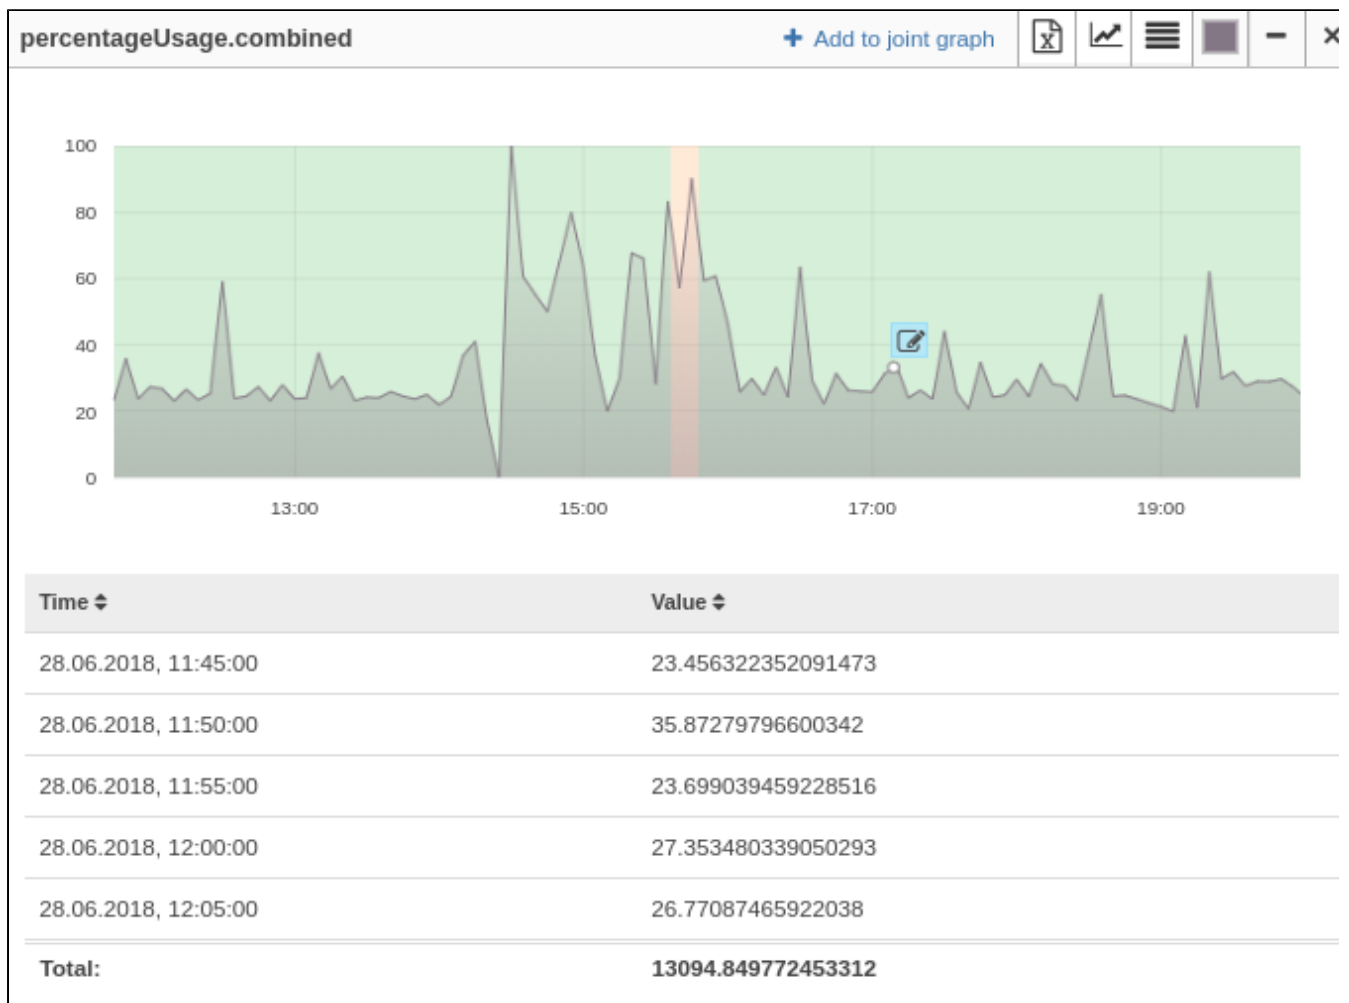 percentageUsage.combined
Add to joint graph
100
80
60
40
20
0
13:00 15:00 17:00 19:00
Time Value
28.06.2018, 11:45:00 23.456322352091473
28.06.2018, 11:50:00 35.87279796600342
28.06.2018, 11:55:00 23.699039459228516
28.06.2018, 12:00:00 27.353480339050293
28.06.2018, 12:05:00 26.77087465922038
Total: 13094.849772453312